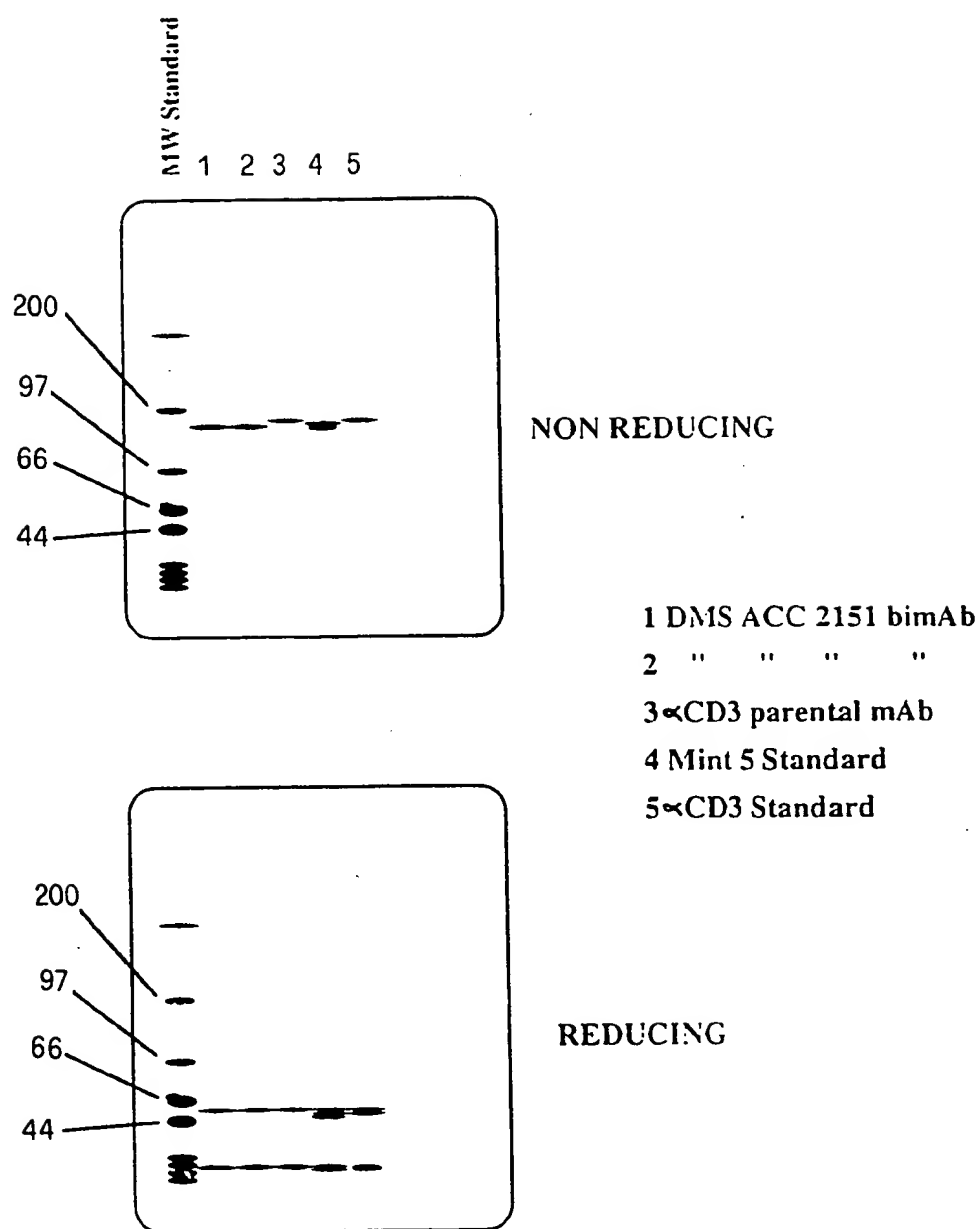 MW Standard
1 2 3 4 5
200
97
66
44
NON REDUCING
1 DMS ACC 2151 bimAb
2 " " " "
3 ∝CD3 parental mAb
4 Mint 5 Standard
5 ∝CD3 Standard
200
97
66
44
REDUCING